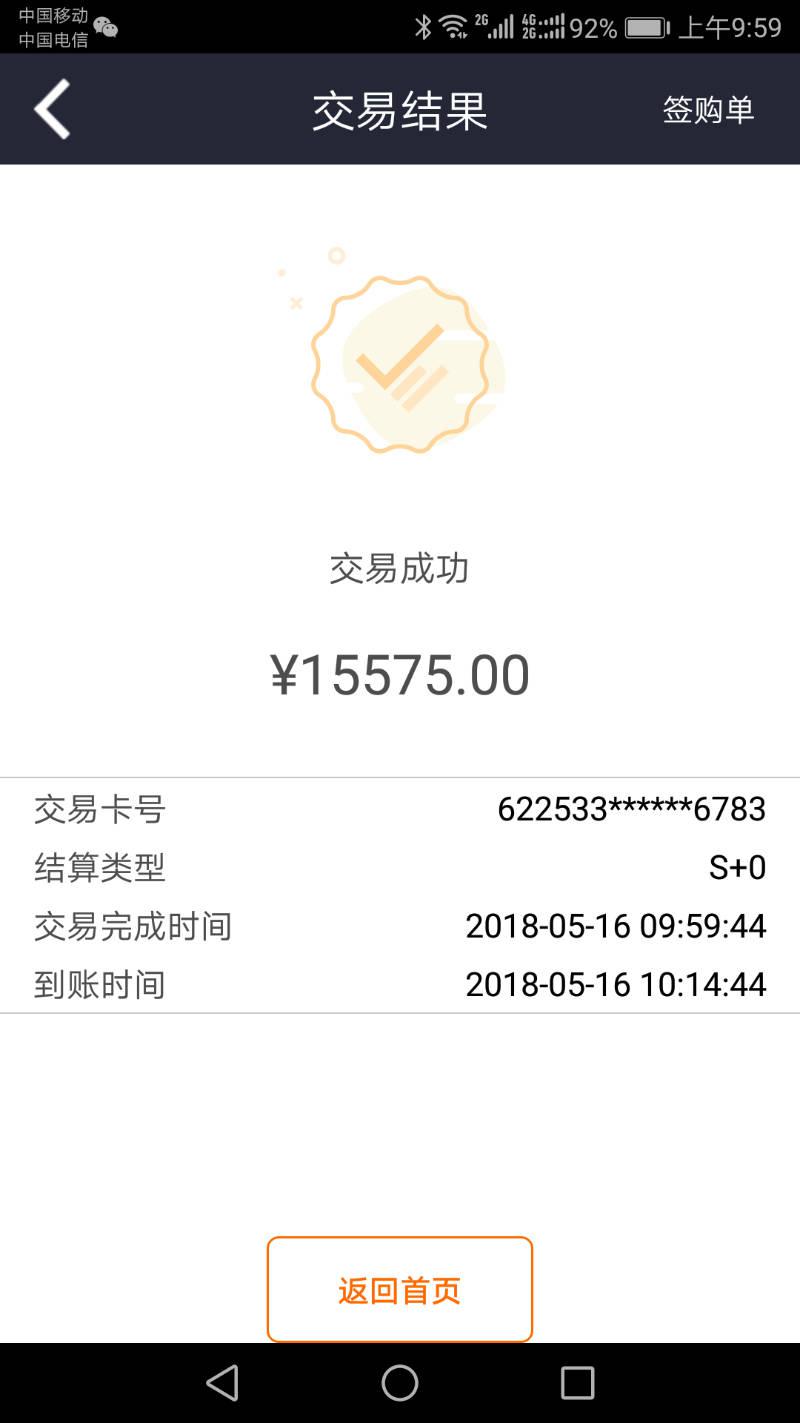 中国移动
中国电信
2G 4G 2G 92% 上午9:59
交易结果 签购单
交易成功
¥15575.00
交易卡号 622533******6783
结算类型 S+0
交易完成时间 2018-05-16 09:59:44
到账时间 2018-05-16 10:14:44
返回首页